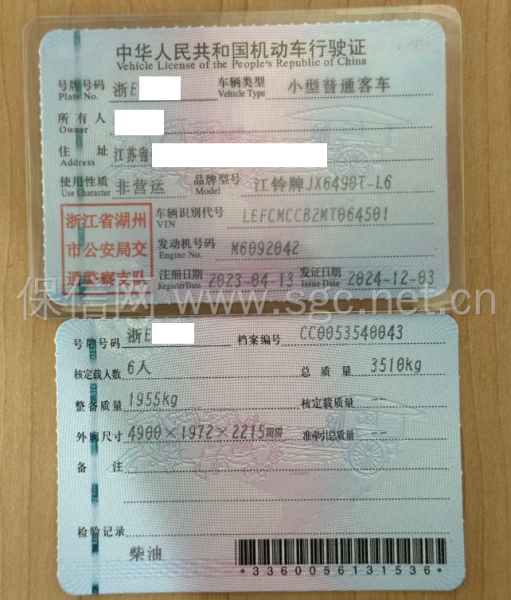 中华人民共和国机动车行驶证
Vehicle License of the People's Republic of China
号牌号码 浙E 车辆类型 小型普通客车
Plate No. Vehicle Type
所有人
Owner
住址 江苏省
Address
使用性质 非营运 品牌型号 江铃牌JX6490T-L6
Use Character Model
浙江省湖州
市公安局交
通警察支队
车辆识别代号 LEFCMCCB2MT064501
VIN
发动机号码 M6092042
Engine No.
注册日期 2023-04-13 发证日期 2024-12-03
Register Date Issue Date
保信网 www.sgc.net.cn
号牌号码 浙E 档案编号 CC0053540043
核定载人数 6人 总质量 3510kg
整备质量 1955kg 核定载质量 --
外廓尺寸 4900×1972×2215mm 准牵引总质量 --
备注
检验记录
柴油
*3360056131536*